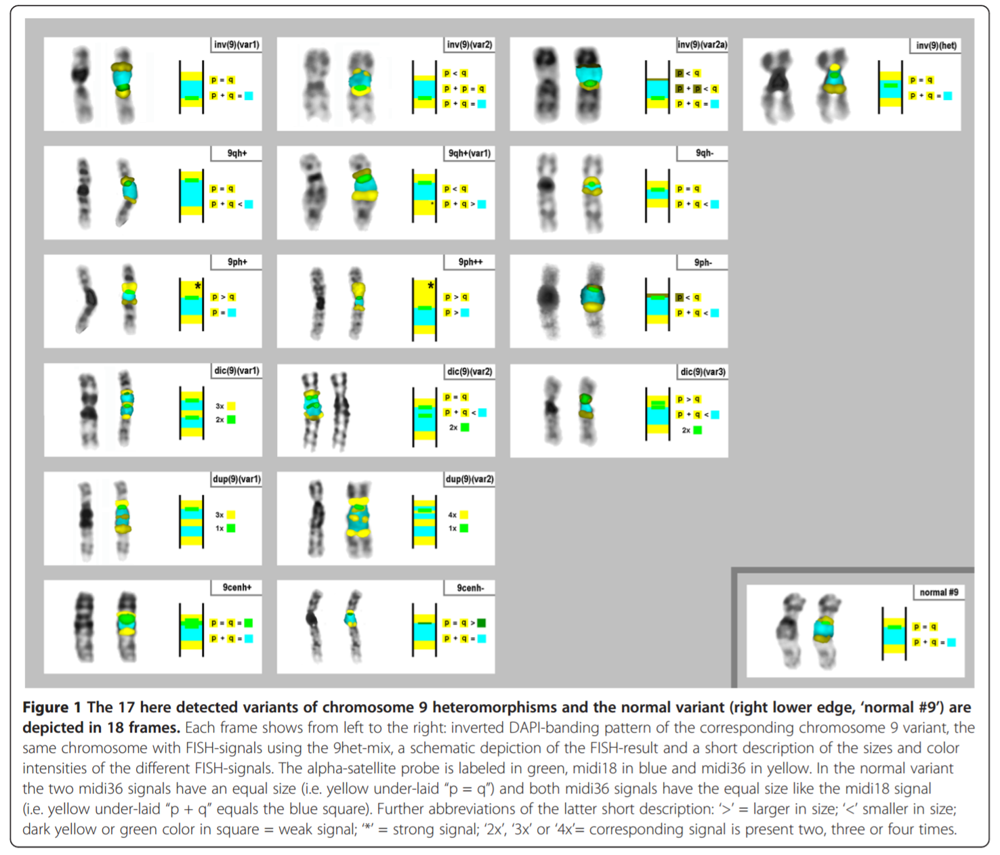 inv(9)(var1)
p = q
p + q =
inv(9)(var2)
p < q
p + p = q
p + q =
inv(9)(var2a)
p < q
p + p < q
p + q =
inv(9)(het)
p = q
p + q =
9qh+
p = q
p + q <
9qh+(var1)
p < q
* p + q >
9qh-
p = q
p + q <
9ph+
*
p > q
p =
9ph++
*
p > q
p >
9ph-
p < q
p + q <
dic(9)(var1)
3x
2x
dic(9)(var2)
p = q
p + q <
2x
dic(9)(var3)
p > q
p + q <
2x
dup(9)(var1)
3x
1x
dup(9)(var2)
4x
1x
9cenh+
p = q =
p + q =
9cenh-
p = q >
p + q =
normal #9
p = q
p + q =
Figure 1 The 17 here detected variants of chromosome 9 heteromorphisms and the normal variant (right lower edge, ‘normal #9’) are
depicted in 18 frames. Each frame shows from left to the right: inverted DAPI-banding pattern of the corresponding chromosome 9 variant, the
same chromosome with FISH-signals using the 9het-mix, a schematic depiction of the FISH-result and a short description of the sizes and color
intensities of the different FISH-signals. The alpha-satellite probe is labeled in green, midi18 in blue and midi36 in yellow. In the normal variant
the two midi36 signals have an equal size (i.e. yellow under-laid “p = q”) and both midi36 signals have the equal size like the midi18 signal
(i.e. yellow under-laid “p + q” equals the blue square). Further abbreviations of the latter short description: ‘>’ = larger in size; ‘<’ smaller in size;
dark yellow or green color in square = weak signal; ‘*’ = strong signal; ‘2x’, ‘3x’ or ‘4x’= corresponding signal is present two, three or four times.